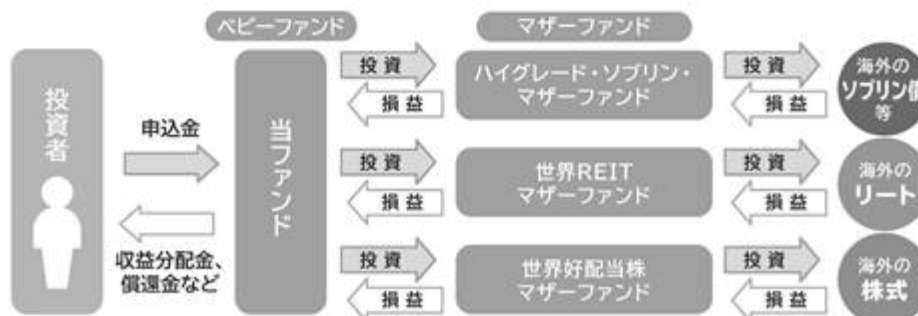 ベビーファンド
マザーファンド
投資者
申込金
収益分配金、
償還金など
当ファンド
投資
損益
ハイグレード・ソブリン・
マザーファンド
投資
損益
海外の
ソブリン債
等
投資
損益
世界REIT
マザーファンド
投資
損益
海外の
リート
投資
損益
世界好配当株
マザーファンド
投資
損益
海外の
株式